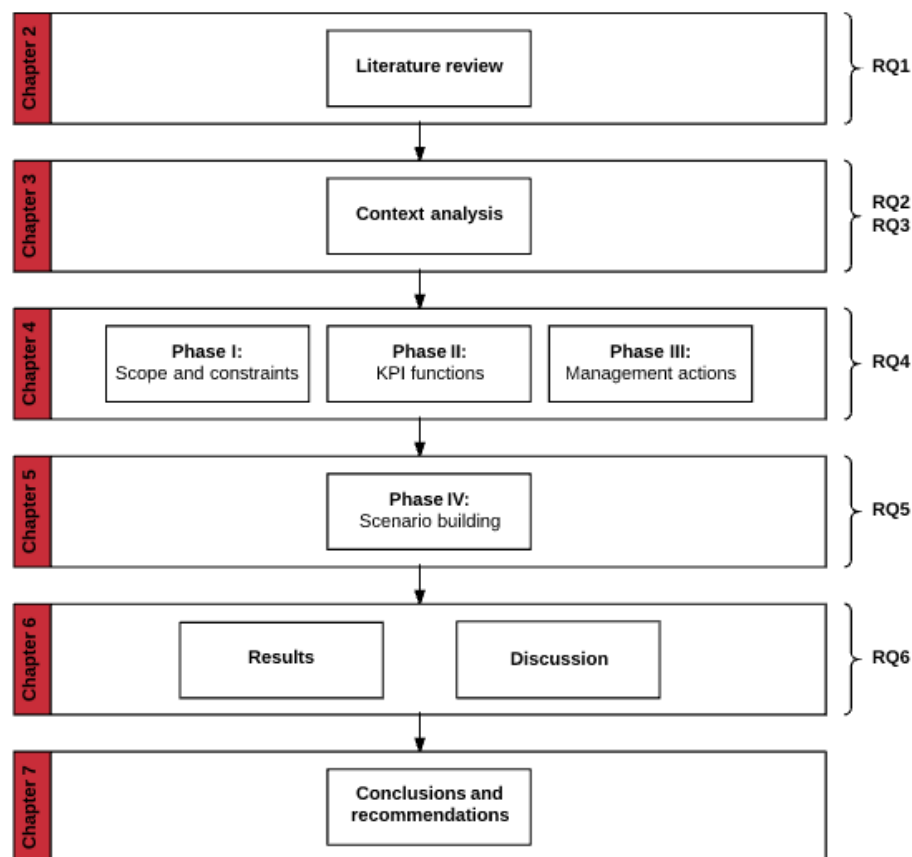 Chapter 2
Literature review
RQ1
Chapter 3
Context analysis
RQ2
RQ3
Chapter 4
Phase I:
Scope and constraints
Phase II:
KPI functions
Phase III:
Management actions
RQ4
Chapter 5
Phase IV:
Scenario building
RQ5
Chapter 6
Results
Discussion
RQ6
Chapter 7
Conclusions and
recommendations